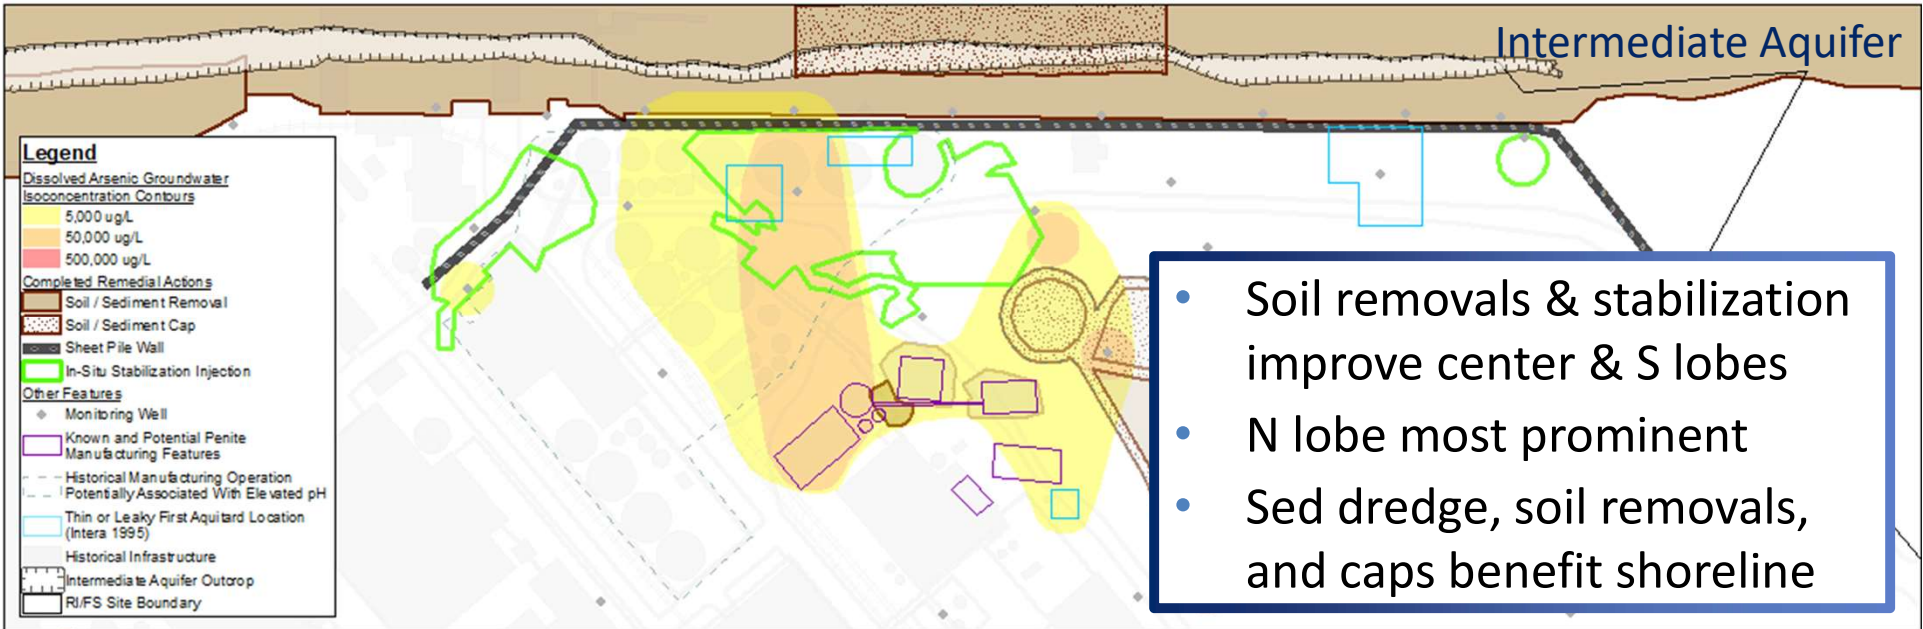 Intermediate Aquifer
Legend
Dissolved Arsenic Groundwater
Isoconcentration Contours
5,000 ug/L
50,000 ug/L
500,000 ug/L
Completed Remedial Actions
Soil / Sediment Removal
Soil / Sediment Cap
Sheet Pile Wall
In-Situ Stabilization Injection
Other Features
Monitoring Well
Known and Potential Penite
Manufacturing Features
Historical Manufacturing Operation
Potentially Associated With Elevated pH
Thin or Leaky First Aquitard Location
(Intera 1995)
Historical Infrastructure
Intermediate Aquifer Outcrop
RI/FS Site Boundary
• Soil removals & stabilization
improve center & S lobes
• N lobe most prominent
• Sed dredge, soil removals,
and caps benefit shoreline